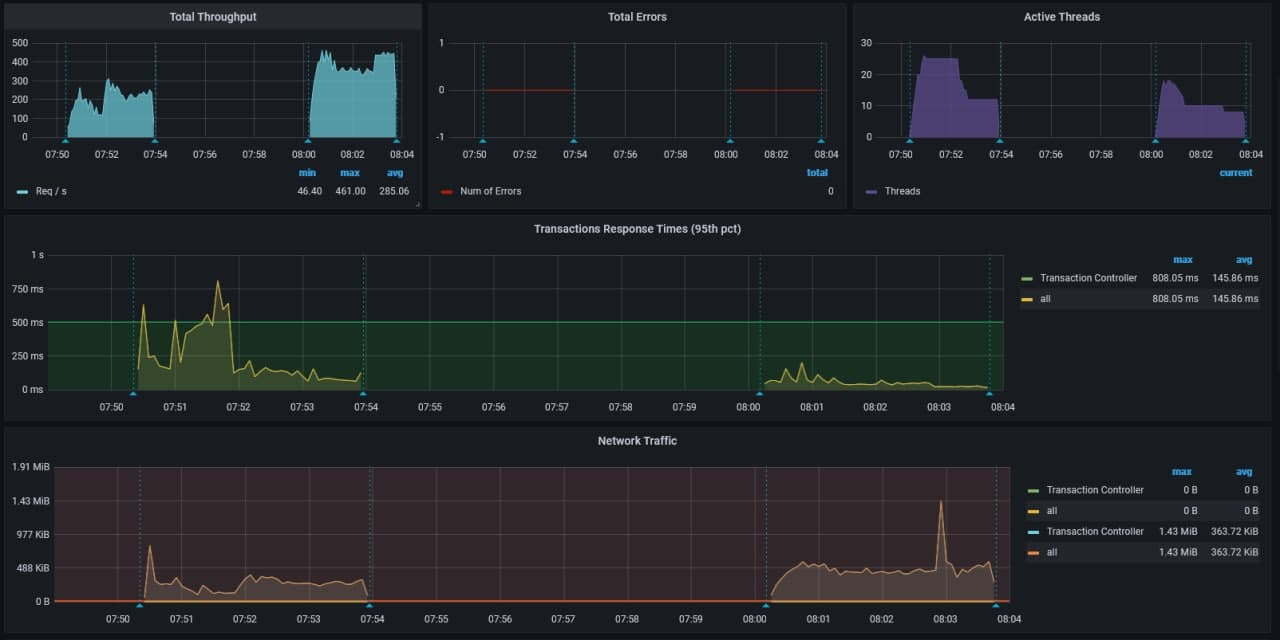 Total Throughput
500
400
300
200
100
0
07:50 07:52 07:54 07:56 07:58 08:00 08:02 08:04
min max avg
Req / s 46.40 461.00 285.06
Total Errors
1
0
-1
07:50 07:52 07:54 07:56 07:58 08:00 08:02 08:04
total
Num of Errors 0
Active Threads
30
20
10
0
07:50 07:52 07:54 07:56 07:58 08:00 08:02 08:04
current
Threads
Transactions Response Times (95th pct)
1 s
750 ms
500 ms
250 ms
0 ms
07:50 07:51 07:52 07:53 07:54 07:55 07:56 07:57 07:58 07:59 08:00 08:01 08:02 08:03 08:04
max avg
Transaction Controller 808.05 ms 145.86 ms
all 808.05 ms 145.86 ms
Network Traffic
1.91 MiB
1.43 MiB
977 KiB
488 KiB
0 B
07:50 07:51 07:52 07:53 07:54 07:55 07:56 07:57 07:58 07:59 08:00 08:01 08:02 08:03 08:04
max avg
Transaction Controller 0 B 0 B
all 0 B 0 B
Transaction Controller 1.43 MiB 363.72 KiB
all 1.43 MiB 363.72 KiB